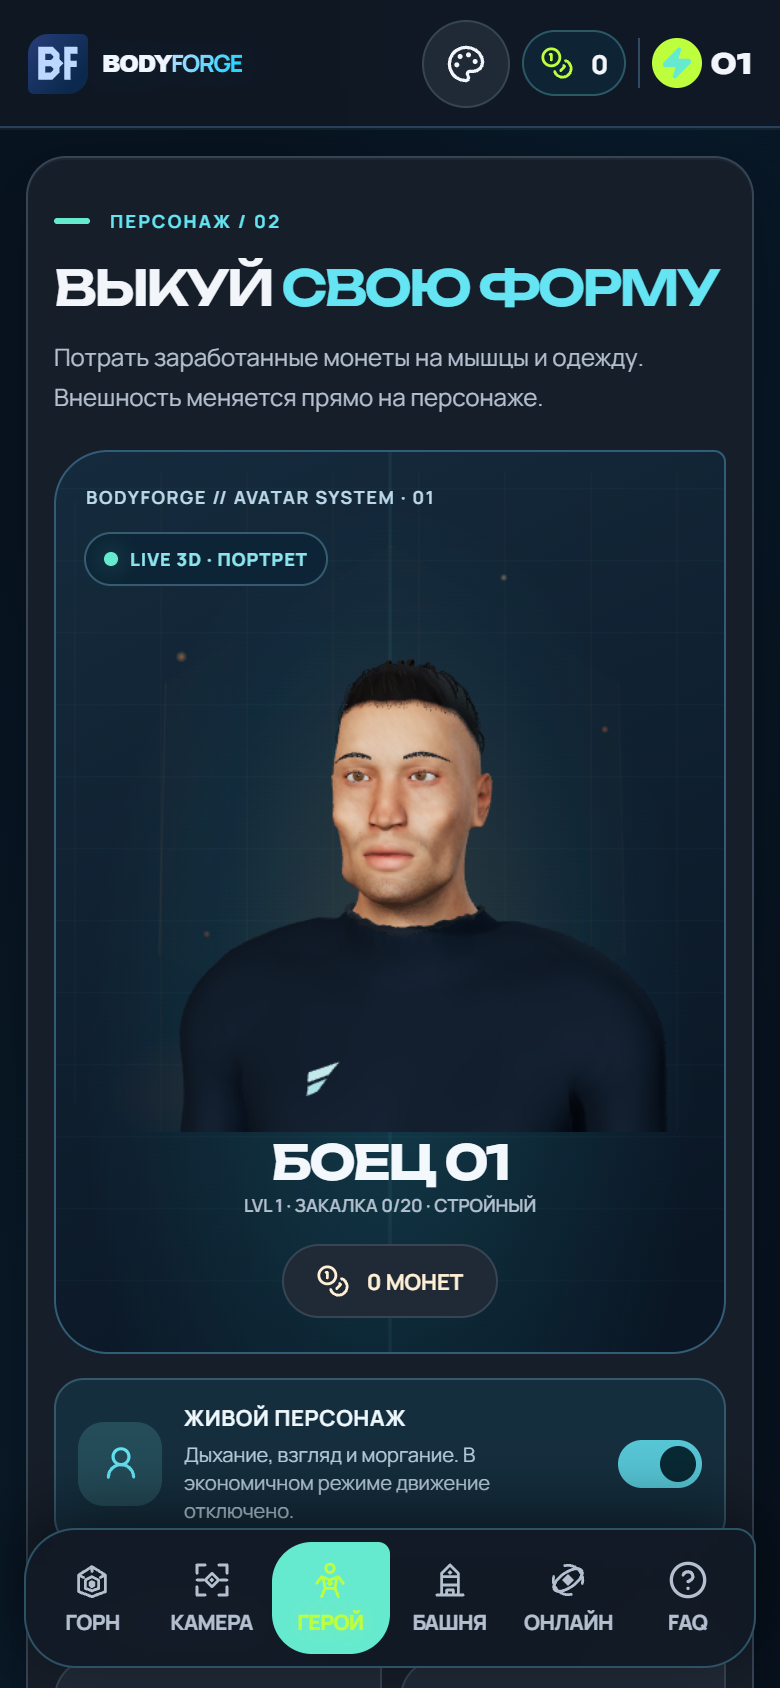 BF BODYFORGE 0 01
ПЕРСОНАЖ / 02
ВЫКУЙ СВОЮ ФОРМУ
Потрать заработанные монеты на мышцы и одежду.
Внешность меняется прямо на персонаже.
BODYFORGE // AVATAR SYSTEM · 01
LIVE 3D · ПОРТРЕТ
БОЕЦ 01
LVL 1 · ЗАКАЛКА 0/20 · СТРОЙНЫЙ
0 МОНЕТ
ЖИВОЙ ПЕРСОНАЖ
Дыхание, взгляд и моргание. В
экономичном режиме движение
отключено.
ГОРН КАМЕРА ГЕРОЙ БАШНЯ ОНЛАЙН FAQ